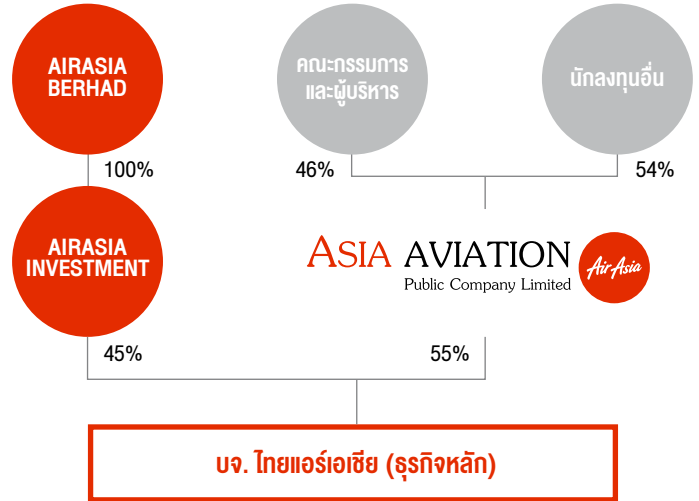 AIRASIA
BERHAD
คณะกรรมการ
และผู้บริหาร
นักลงทุนอื่น
100%
46%
54%
AIRASIA
INVESTMENT
ASIA AVIATION
Public Company Limited
AirAsia
45%
55%
บจ. ไทยแอร์เอเชีย (ธุรกิจหลัก)